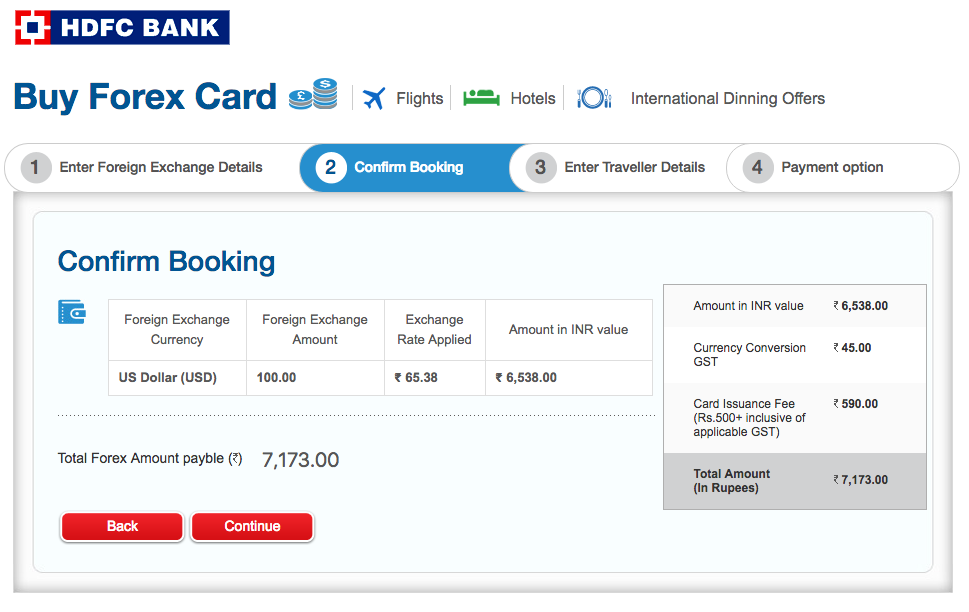 HDFC BANK
Buy Forex Card
Flights
Hotels
International Dinning Offers
1 Enter Foreign Exchange Details
2 Confirm Booking
3 Enter Traveller Details
4 Payment option
Confirm Booking
Foreign Exchange
Currency
Foreign Exchange
Amount
Exchange
Rate Applied
Amount in INR value
US Dollar (USD) 100.00 ₹ 65.38 ₹ 6,538.00
Total Forex Amount payble (₹) 7,173.00
Back
Continue
Amount in INR value ₹ 6,538.00
Currency Conversion ₹ 45.00
GST
Card Issuance Fee ₹ 590.00
(Rs.500+ inclusive of
applicable GST)
Total Amount
(In Rupees) ₹ 7,173.00